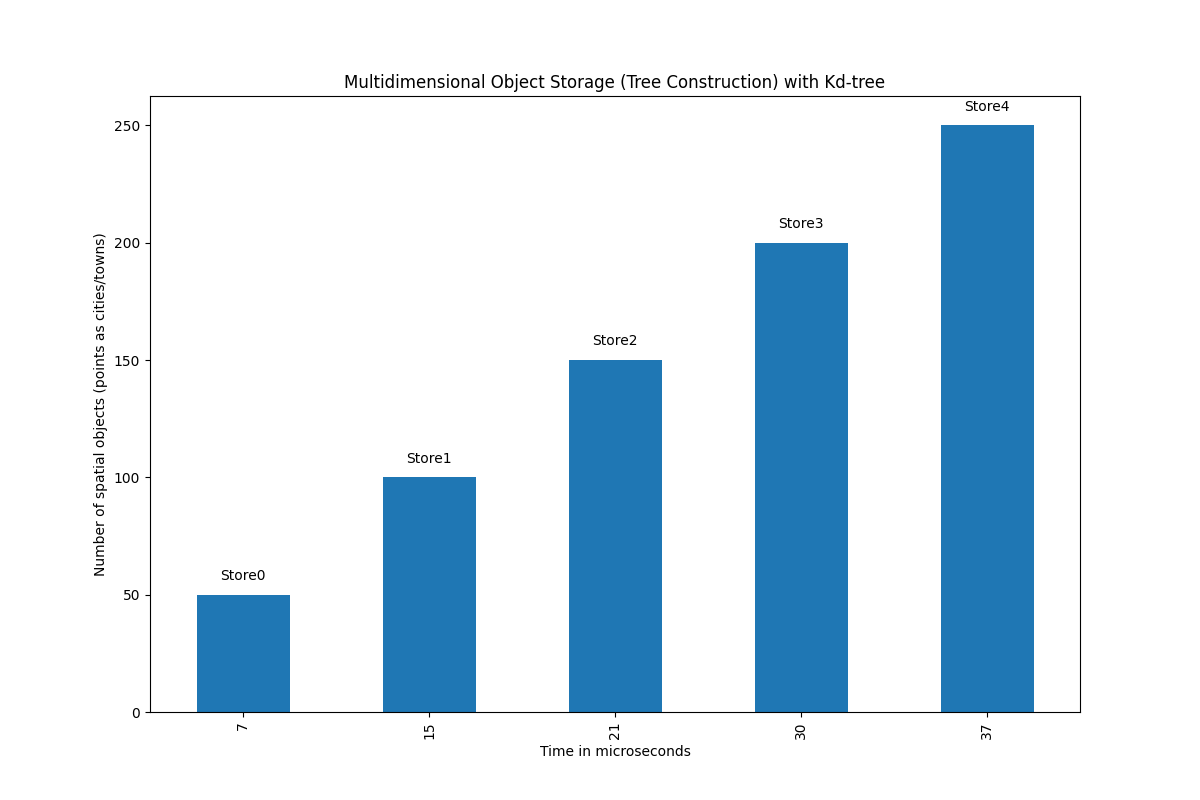 Multidimensional Object Storage (Tree Construction) with Kd-tree
Number of spatial objects (points as cities/towns)
250
200
150
100
50
0
Store0
Store1
Store2
Store3
Store4
7
15
21
30
37
Time in microseconds